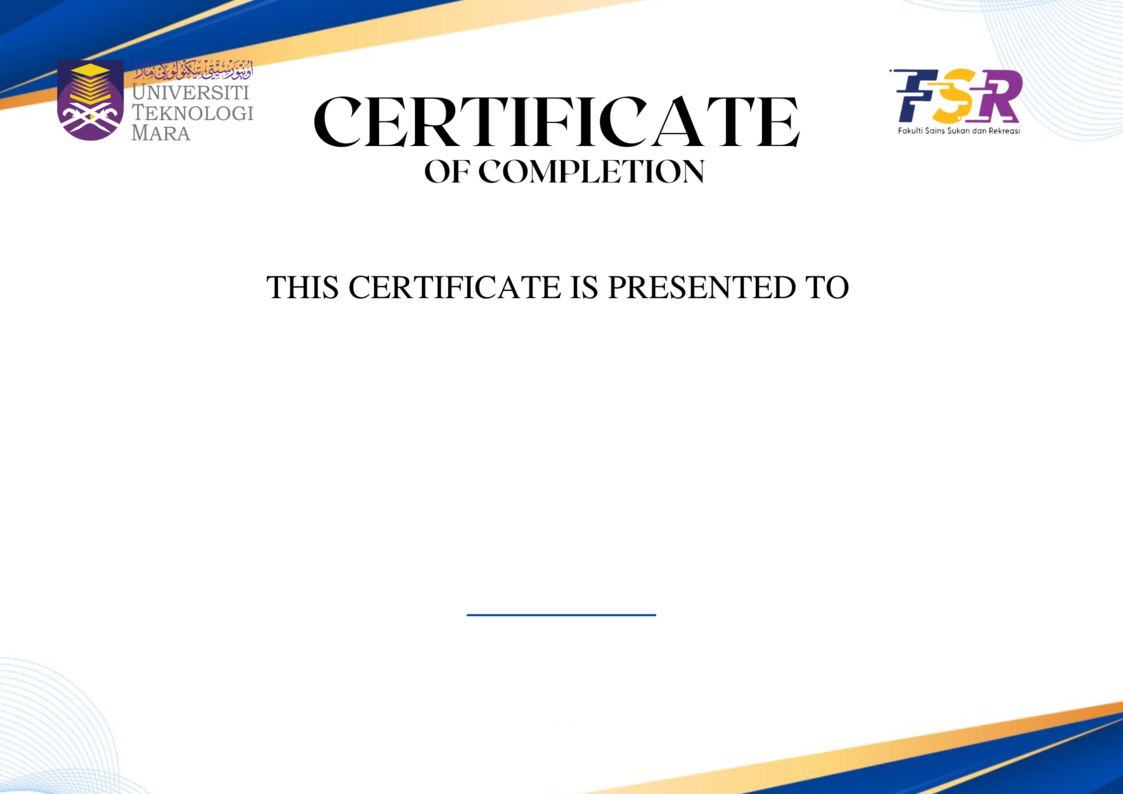 اونيۏرسيتي تيكنولوڬي مارا
UNIVERSITI
TEKNOLOGI
MARA
CERTIFICATE
OF COMPLETION
FSR
Fakulti Sains Sukan dan Rekreasi
THIS CERTIFICATE IS PRESENTED TO